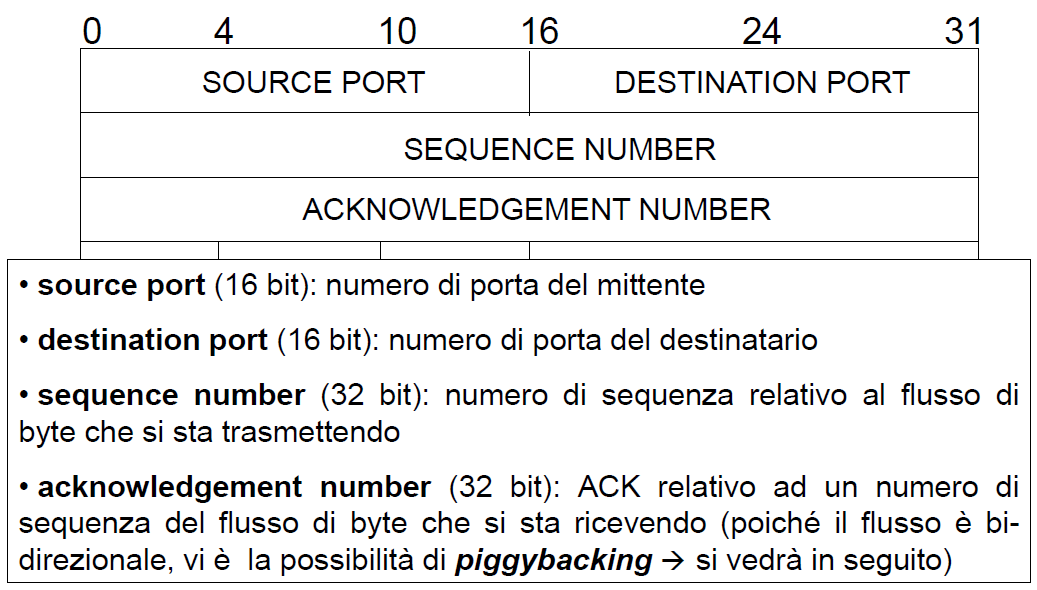 0 4 10 16 24 31
SOURCE PORT DESTINATION PORT
SEQUENCE NUMBER
ACKNOWLEDGEMENT NUMBER
• source port (16 bit): numero di porta del mittente
• destination port (16 bit): numero di porta del destinatario
• sequence number (32 bit): numero di sequenza relativo al flusso di
byte che si sta trasmettendo
• acknowledgement number (32 bit): ACK relativo ad un numero di
sequenza del flusso di byte che si sta ricevendo (poiché il flusso è bi-
direzionale, vi è la possibilità di piggybacking → si vedrà in seguito)